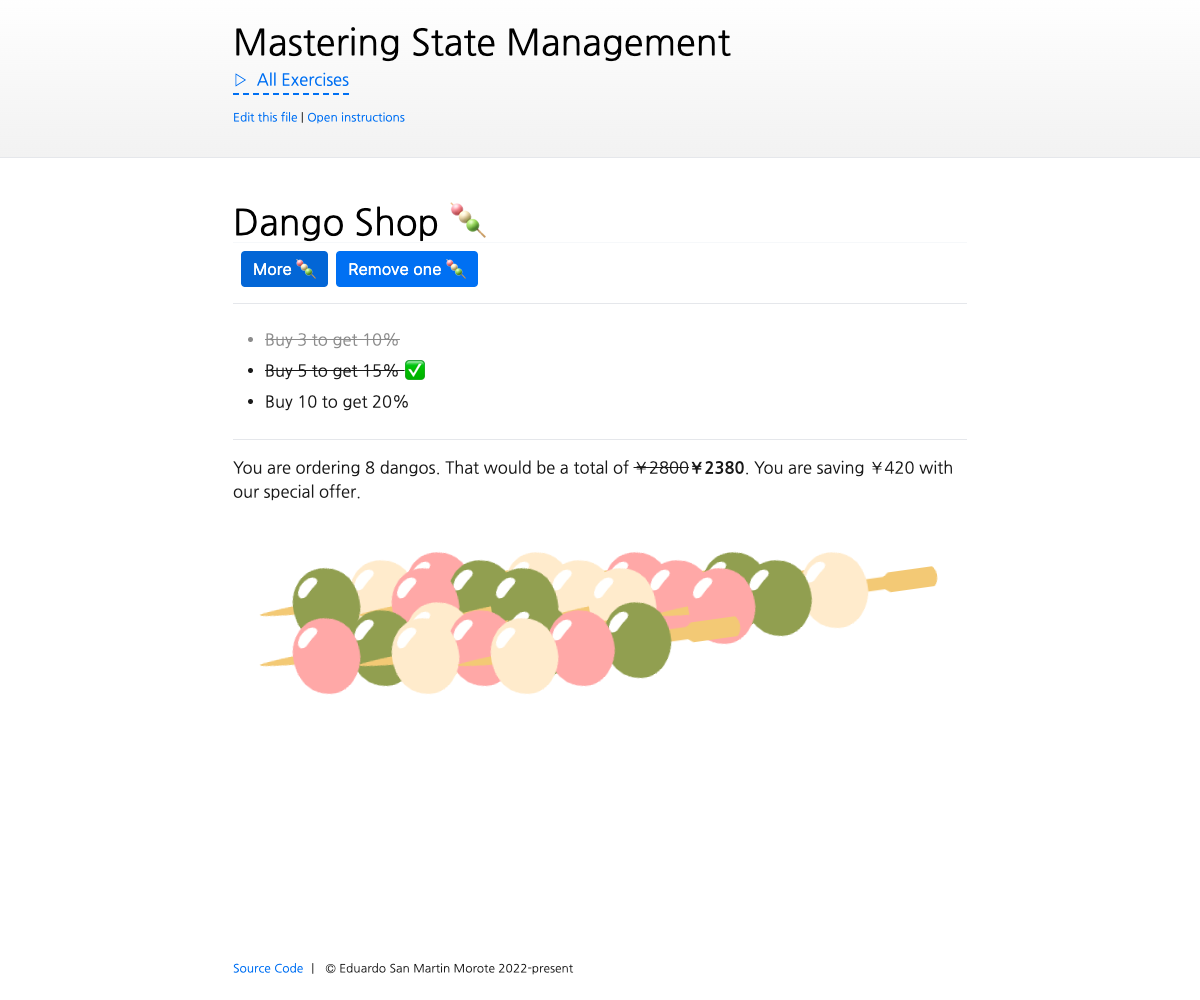 Mastering State Management
▷ All Exercises
Edit this file | Open instructions
Dango Shop 🍡
More 🍡 Remove one 🍡
• Buy 3 to get 10%
• Buy 5 to get 15% ✅
• Buy 10 to get 20%
You are ordering 8 dangos. That would be a total of ¥2800¥2380. You are saving ¥420 with
our special offer.
Source Code | © Eduardo San Martin Morote 2022-present